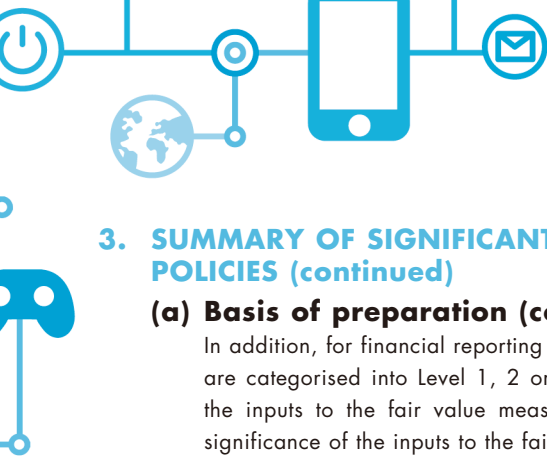 3. SUMMARY OF SIGNIFICANT
POLICIES (continued)
(a) Basis of preparation (co
In addition, for financial reporting
are categorised into Level 1, 2 or
the inputs to the fair value meas
significance of the inputs to the fai